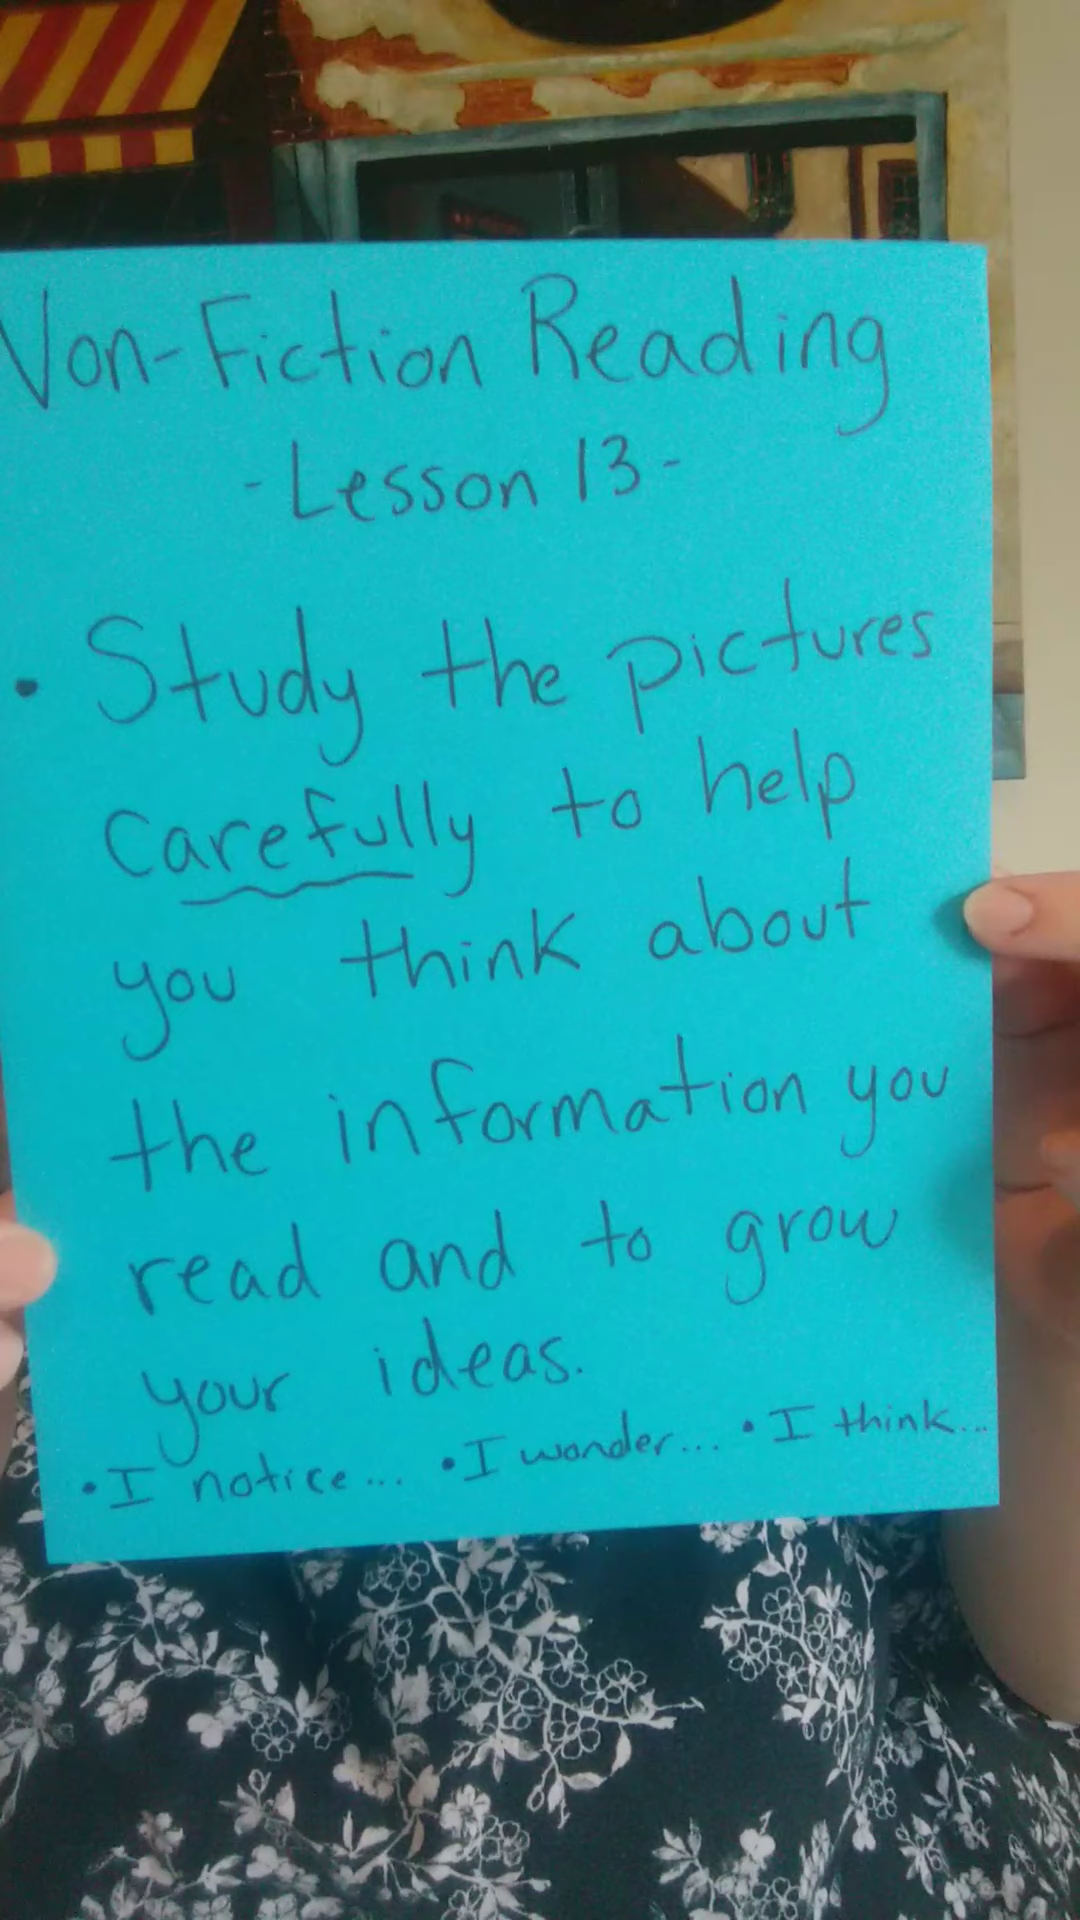 Non-Fiction Reading
- Lesson 13 -
• Study the pictures
carefully to help
you think about
the information you
read and to grow
your ideas.
• I notice... • I wonder... • I think...